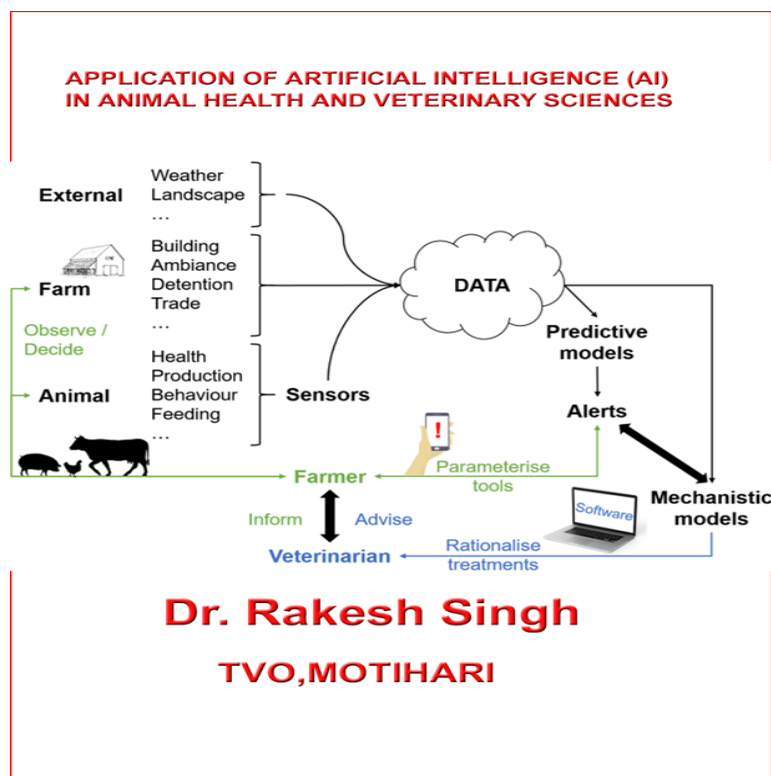 APPLICATION OF ARTIFICIAL INTELLIGENCE (AI)
IN ANIMAL HEALTH AND VETERINARY SCIENCES
External
Weather
Landscape
...
Farm
Building
Ambiance
Detention
Trade
...
Observe /
Decide
Animal
Health
Production
Behaviour
Feeding
...
Sensors
DATA
Predictive
models
Alerts
!
Farmer
Parameterise
tools
Mechanistic
models
Software
Inform
Advise
Veterinarian
Rationalise
treatments
Dr. Rakesh Singh
TVO,MOTIHARI